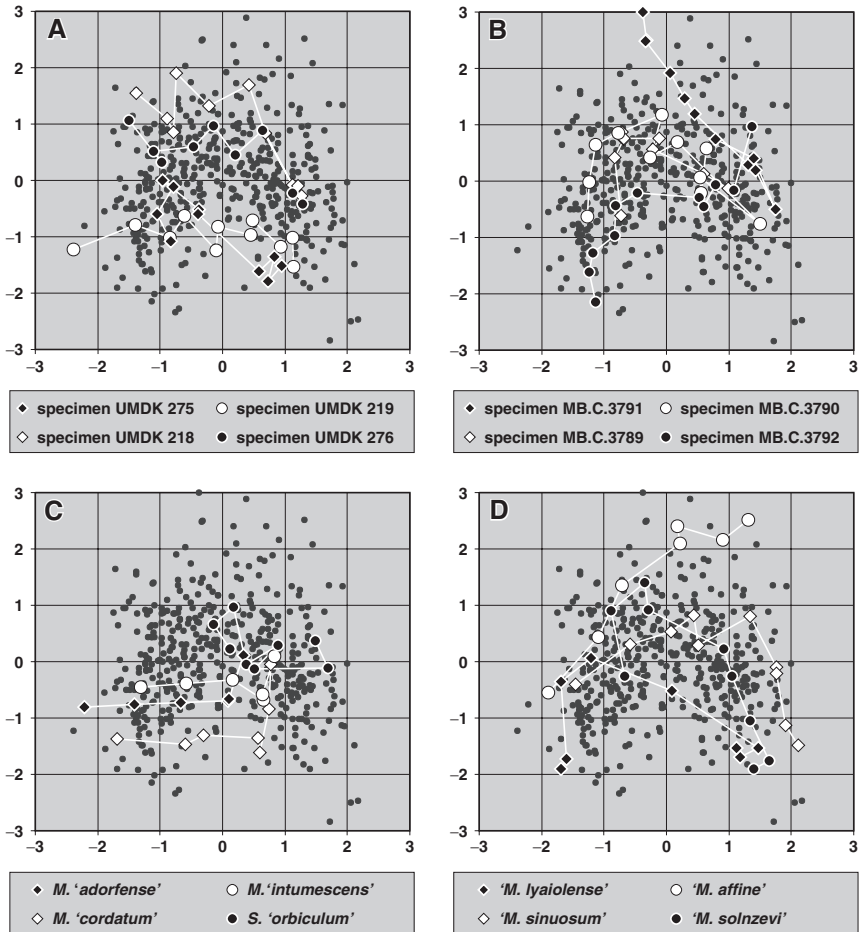 A
B
3
2
1
0
−1
−2
−3
−3 −2 −1 0 1 2 3
3
2
1
0
−1
−2
−3
−3 −2 −1 0 1 2 3
specimen UMDK 275 specimen UMDK 219
specimen UMDK 218 specimen UMDK 276
specimen MB.C.3791 specimen MB.C.3790
specimen MB.C.3789 specimen MB.C.3792
C
D
3
2
1
0
−1
−2
−3
−3 −2 −1 0 1 2 3
3
2
1
0
−1
−2
−3
−3 −2 −1 0 1 2 3
M. ‘adorfense’ M.‘intumescens’
M. ‘cordatum’ S. ‘orbiculum’
‘M. lyaiolense’ ‘M. affine’
‘M. sinuosum’ ‘M. solnzevi’